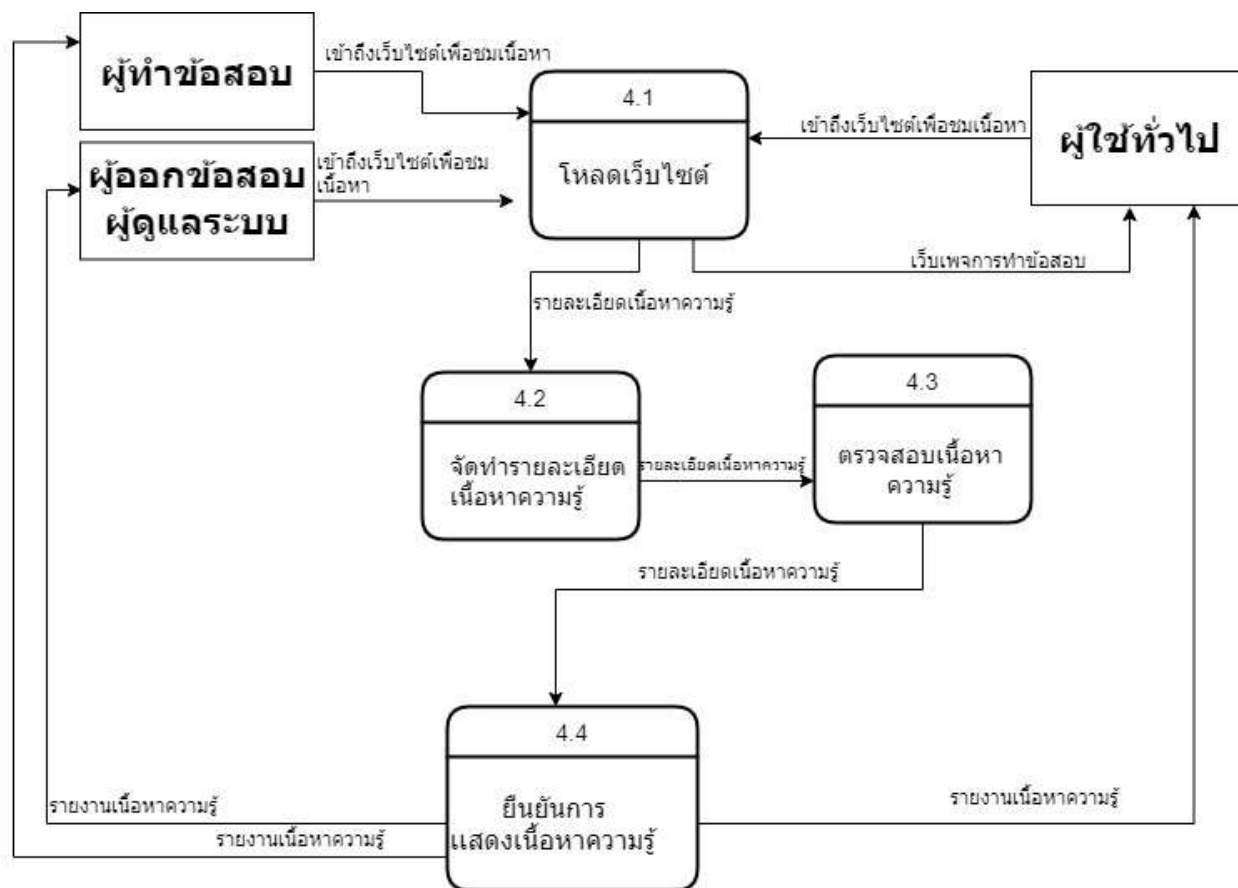 ผู้ทำข้อสอบ
เข้าถึงเว็บไซต์เพื่อชมเนื้อหา
4.1
โหลดเว็บไซต์
เข้าถึงเว็บไซต์เพื่อชมเนื้อหา
ผู้ใช้ทั่วไป
ผู้ออกข้อสอบ
ผู้ดูแลระบบ
เข้าถึงเว็บไซต์เพื่อชม
เนื้อหา
เว็บเพจการทำข้อสอบ
รายละเอียดเนื้อหาความรู้
4.2
จัดทำรายละเอียด
เนื้อหาความรู้
รายละเอียดเนื้อหาความรู้
4.3
ตรวจสอบเนื้อหา
ความรู้
รายละเอียดเนื้อหาความรู้
4.4
ยืนยันการ
แสดงเนื้อหาความรู้
รายงานเนื้อหาความรู้
รายงานเนื้อหาความรู้
รายงานเนื้อหาความรู้